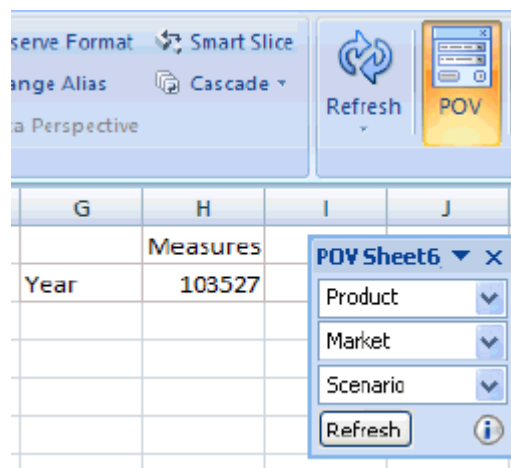 serve Format Smart Slice
ange Alias Cascade
a Perspective
Refresh POV
G H I J
Measures
Year 103527
POV Sheet6
Product
Market
Scenario
Refresh